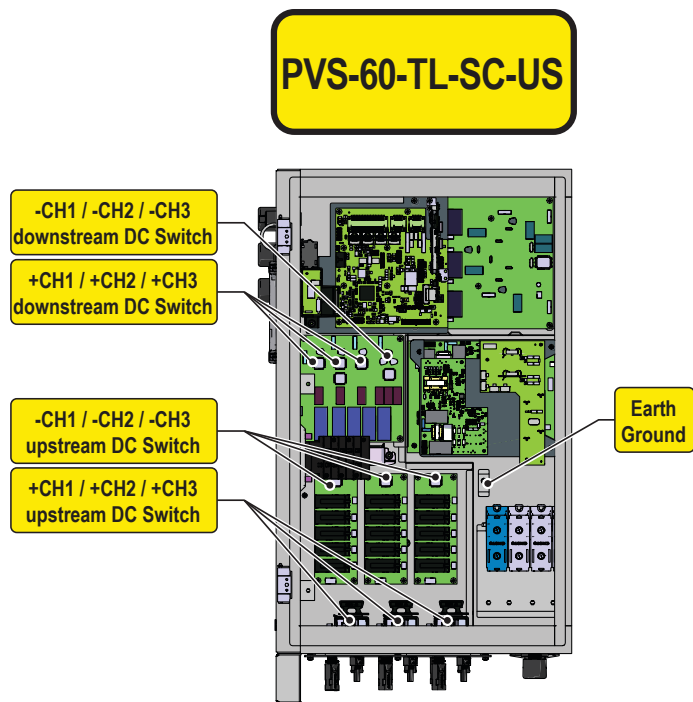 PVS-60-TL-SC-US
-CH1 / -CH2 / -CH3
downstream DC Switch
+CH1 / +CH2 / +CH3
downstream DC Switch
-CH1 / -CH2 / -CH3
upstream DC Switch
+CH1 / +CH2 / +CH3
upstream DC Switch
Earth
Ground